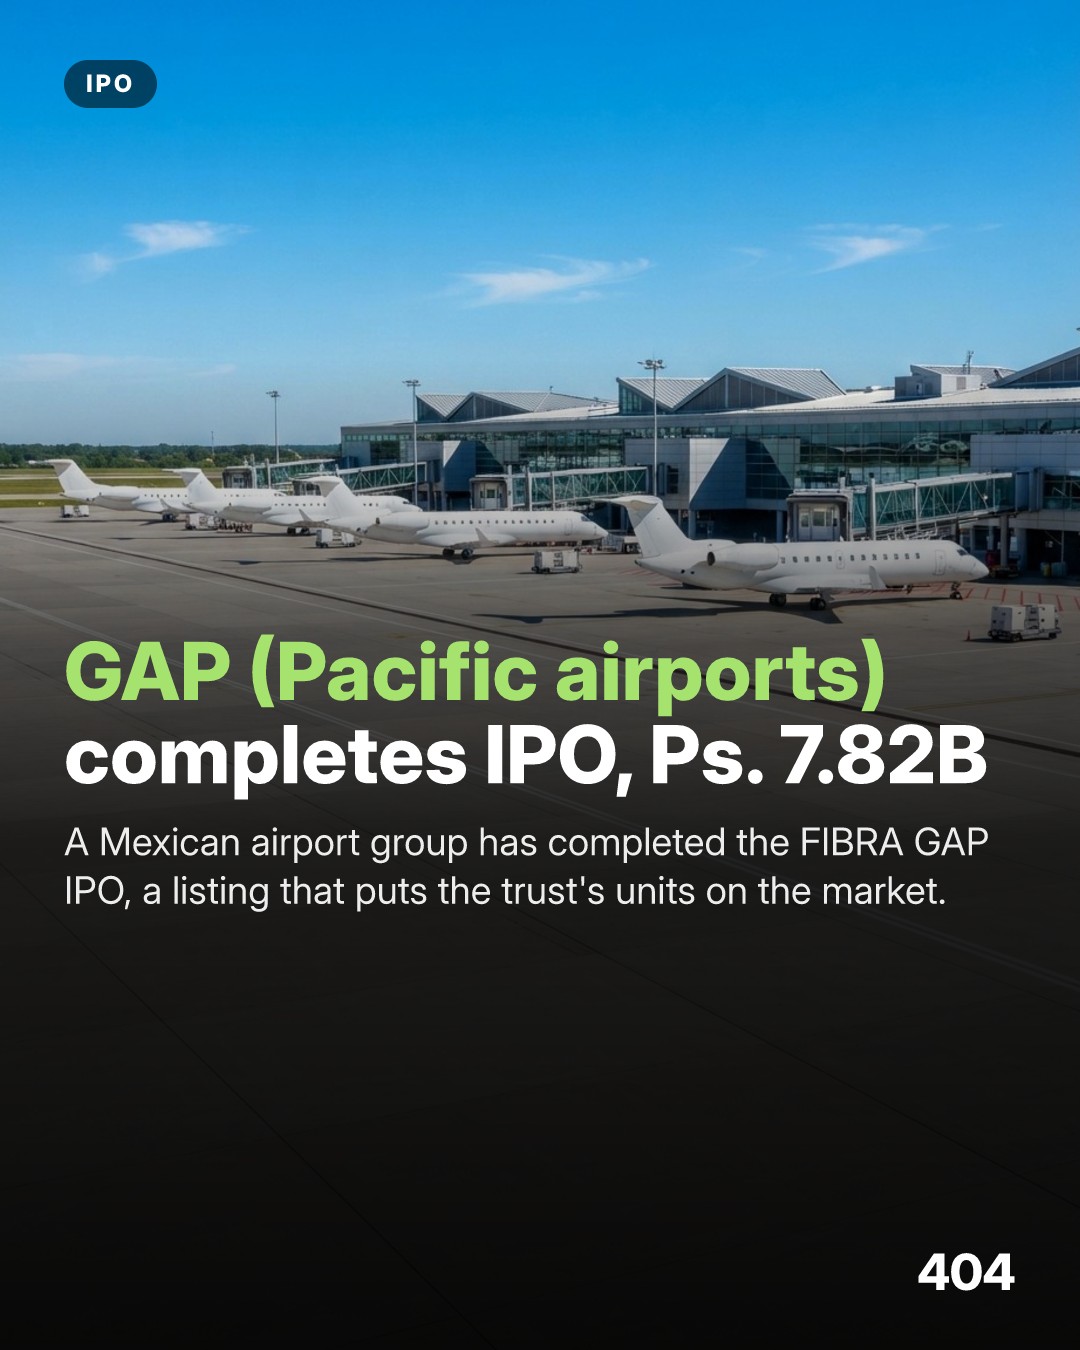 IPO
GAP (Pacific airports)
completes IPO, Ps. 7.82B
A Mexican airport group has completed the FIBRA GAP
IPO, a listing that puts the trust's units on the market.
404